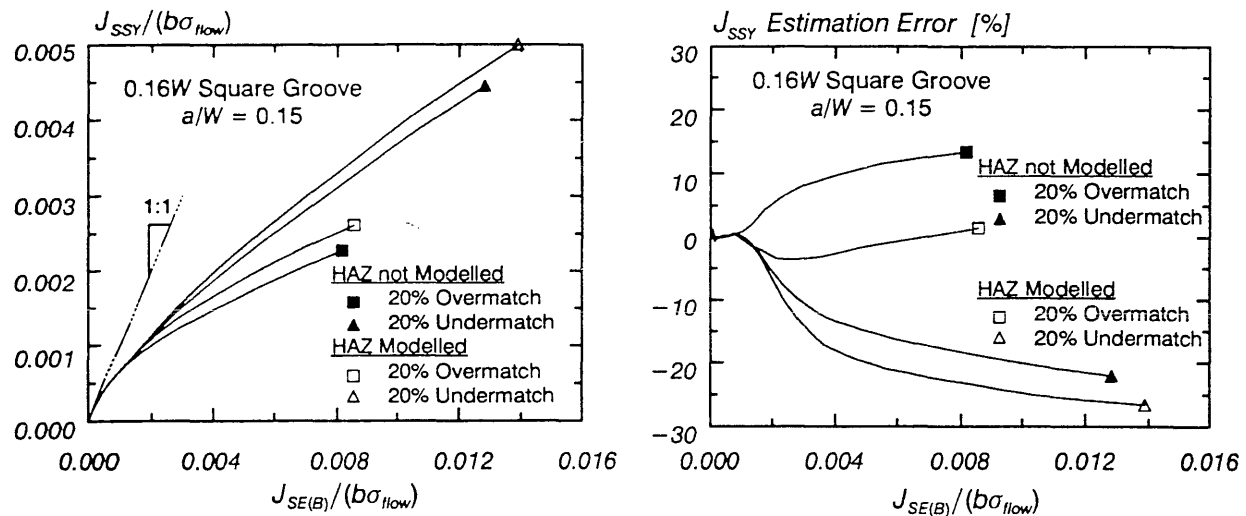 J_SSY/(bσ_flow)
0.005
0.004
0.003
0.002
0.001
0.000
0.16W Square Groove
a/W = 0.15
1:1
HAZ not Modelled
■ 20% Overmatch
▲ 20% Undermatch
HAZ Modelled
□ 20% Overmatch
△ 20% Undermatch
0.000 0.004 0.008 0.012 0.016
J_SE(B)/(bσ_flow)
J_SSY Estimation Error [%]
30
20
10
0
−10
−20
−30
0.16W Square Groove
a/W = 0.15
HAZ not Modelled
■ 20% Overmatch
▲ 20% Undermatch
HAZ Modelled
□ 20% Overmatch
△ 20% Undermatch
0.000 0.004 0.008 0.012 0.016
J_SE(B)/(bσ_flow)